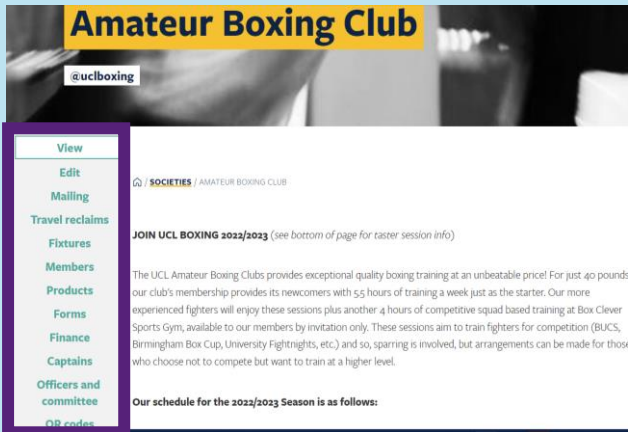 Amateur Boxing Club
@uclboxing
View
Edit
Mailing
Travel reclaims
Fixtures
Members
Products
Forms
Finance
Captains
Officers and
committee
QR codes
/ SOCIETIES / AMATEUR BOXING CLUB
JOIN UCL BOXING 2022/2023 (see bottom of page for taster session info)
The UCL Amateur Boxing Clubs provides exceptional quality boxing training at an unbeatable price! For just 40 pounds
our club's membership provides its newcomers with 5.5 hours of training a week just as the starter. Our more
experienced fighters will enjoy these sessions plus another 4 hours of competitive squad based training at Box Clever
Sports Gym, available to our members by invitation only. These sessions aim to train fighters for competition (BUCS,
Birmingham Box Cup, University Fightnights, etc.) and so, sparring is involved, but arrangements can be made for those
who choose not to compete but want to train at a higher level.
Our schedule for the 2022/2023 Season is as follows: